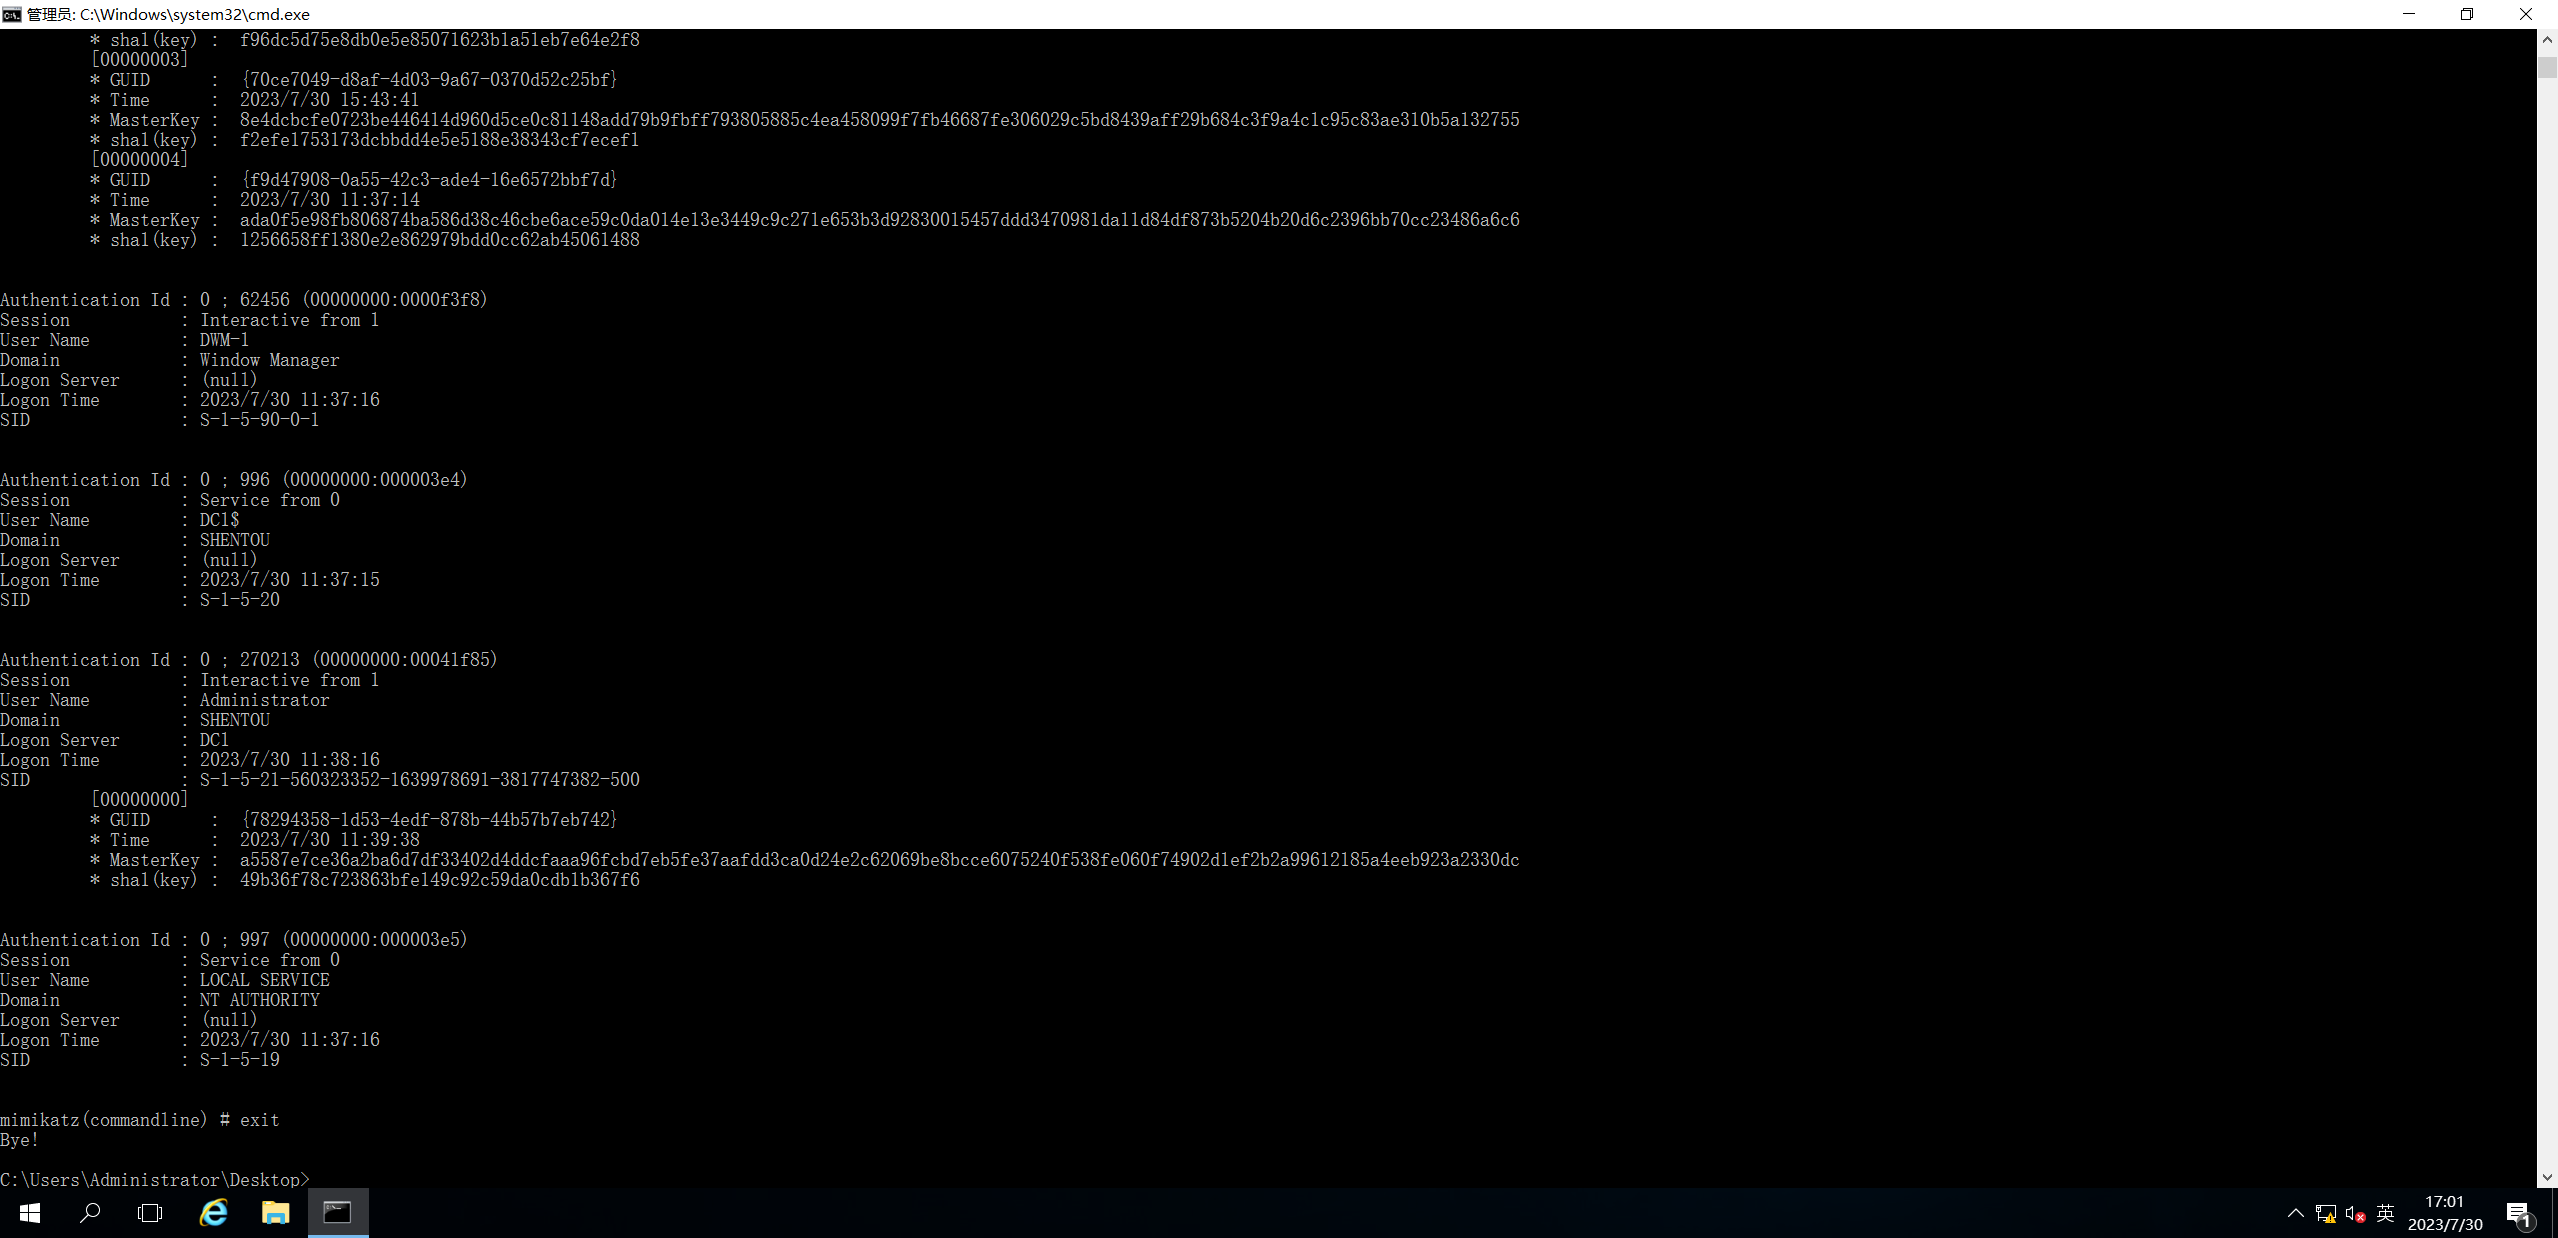 管理员: C:\Windows\system32\cmd.exe
* sha1(key) : f96dc5d75e8db0e5e85071623b1a51eb7e64e2f8
[00000003]
* GUID : {70ce7049-d8af-4d03-9a67-0370d52c25bf}
* Time : 2023/7/30 15:43:41
* MasterKey : 8e4dcbcfe0723be446414d960d5ce0c81148add79b9fbff793805885c4ea458099f7fb46687fe306029c5bd8439aff29b684c3f9a4c1c95c83ae310b5a132755
* sha1(key) : f2efe1753173dcbbdd4e5e5188e38343cf7ecef1
[00000004]
* GUID : {f9d47908-0a55-42c3-ade4-16e6572bbf7d}
* Time : 2023/7/30 11:37:14
* MasterKey : ada0f5e98fb806874ba586d38c46cbe6ace59c0da014e13e3449c9c271e653b3d92830015457ddd3470981da11d84df873b5204b20d6c2396bb70cc23486a6c6
* sha1(key) : 1256658ff1380e2e862979bdd0cc62ab45061488
Authentication Id : 0 ; 62456 (00000000:0000f3f8)
Session : Interactive from 1
User Name : DWM-1
Domain : Window Manager
Logon Server : (null)
Logon Time : 2023/7/30 11:37:16
SID : S-1-5-90-0-1
Authentication Id : 0 ; 996 (00000000:000003e4)
Session : Service from 0
User Name : DC1$
Domain : SHENTOU
Logon Server : (null)
Logon Time : 2023/7/30 11:37:15
SID : S-1-5-20
Authentication Id : 0 ; 270213 (00000000:00041f85)
Session : Interactive from 1
User Name : Administrator
Domain : SHENTOU
Logon Server : DC1
Logon Time : 2023/7/30 11:38:16
SID : S-1-5-21-560323352-1639978691-3817747382-500
[00000000]
* GUID : {78294358-1d53-4edf-878b-44b57b7eb742}
* Time : 2023/7/30 11:39:38
* MasterKey : a5587e7ce36a2ba6d7df33402d4ddcfaaa96fcbd7eb5fe37aafdd3ca0d24e2c62069be8bcce6075240f538fe060f74902d1ef2b2a99612185a4eeb923a2330dc
* sha1(key) : 49b36f78c723863bfe149c92c59da0cdb1b367f6
Authentication Id : 0 ; 997 (00000000:000003e5)
Session : Service from 0
User Name : LOCAL SERVICE
Domain : NT AUTHORITY
Logon Server : (null)
Logon Time : 2023/7/30 11:37:16
SID : S-1-5-19
mimikatz(commandline) # exit
Bye!
C:\Users\Administrator\Desktop>
英
17:01
2023/7/30
1